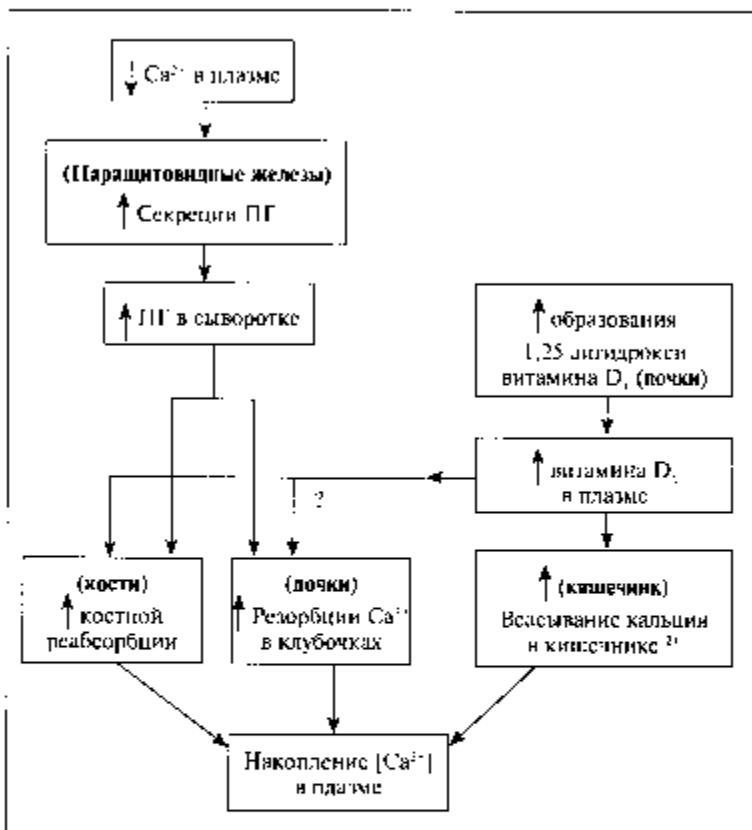 ↓ Ca²⁺ в плазме
(Паращитовидные железы)
↑ Секреции ПГ
↑ ПГ в сыворотке
↑ образования
1,25 дигидрокси
витамина D₃ (почки)
↑ витамина D₃
в плазме
?
(кости)
↑ костной
реабсорбции
(почки)
↑ Резорбции Ca²⁺
в клубочках
↑ (кишечник)
Всасывание кальция
в кишечнике ²⁺
Накопление [Ca²⁺]
в плазме